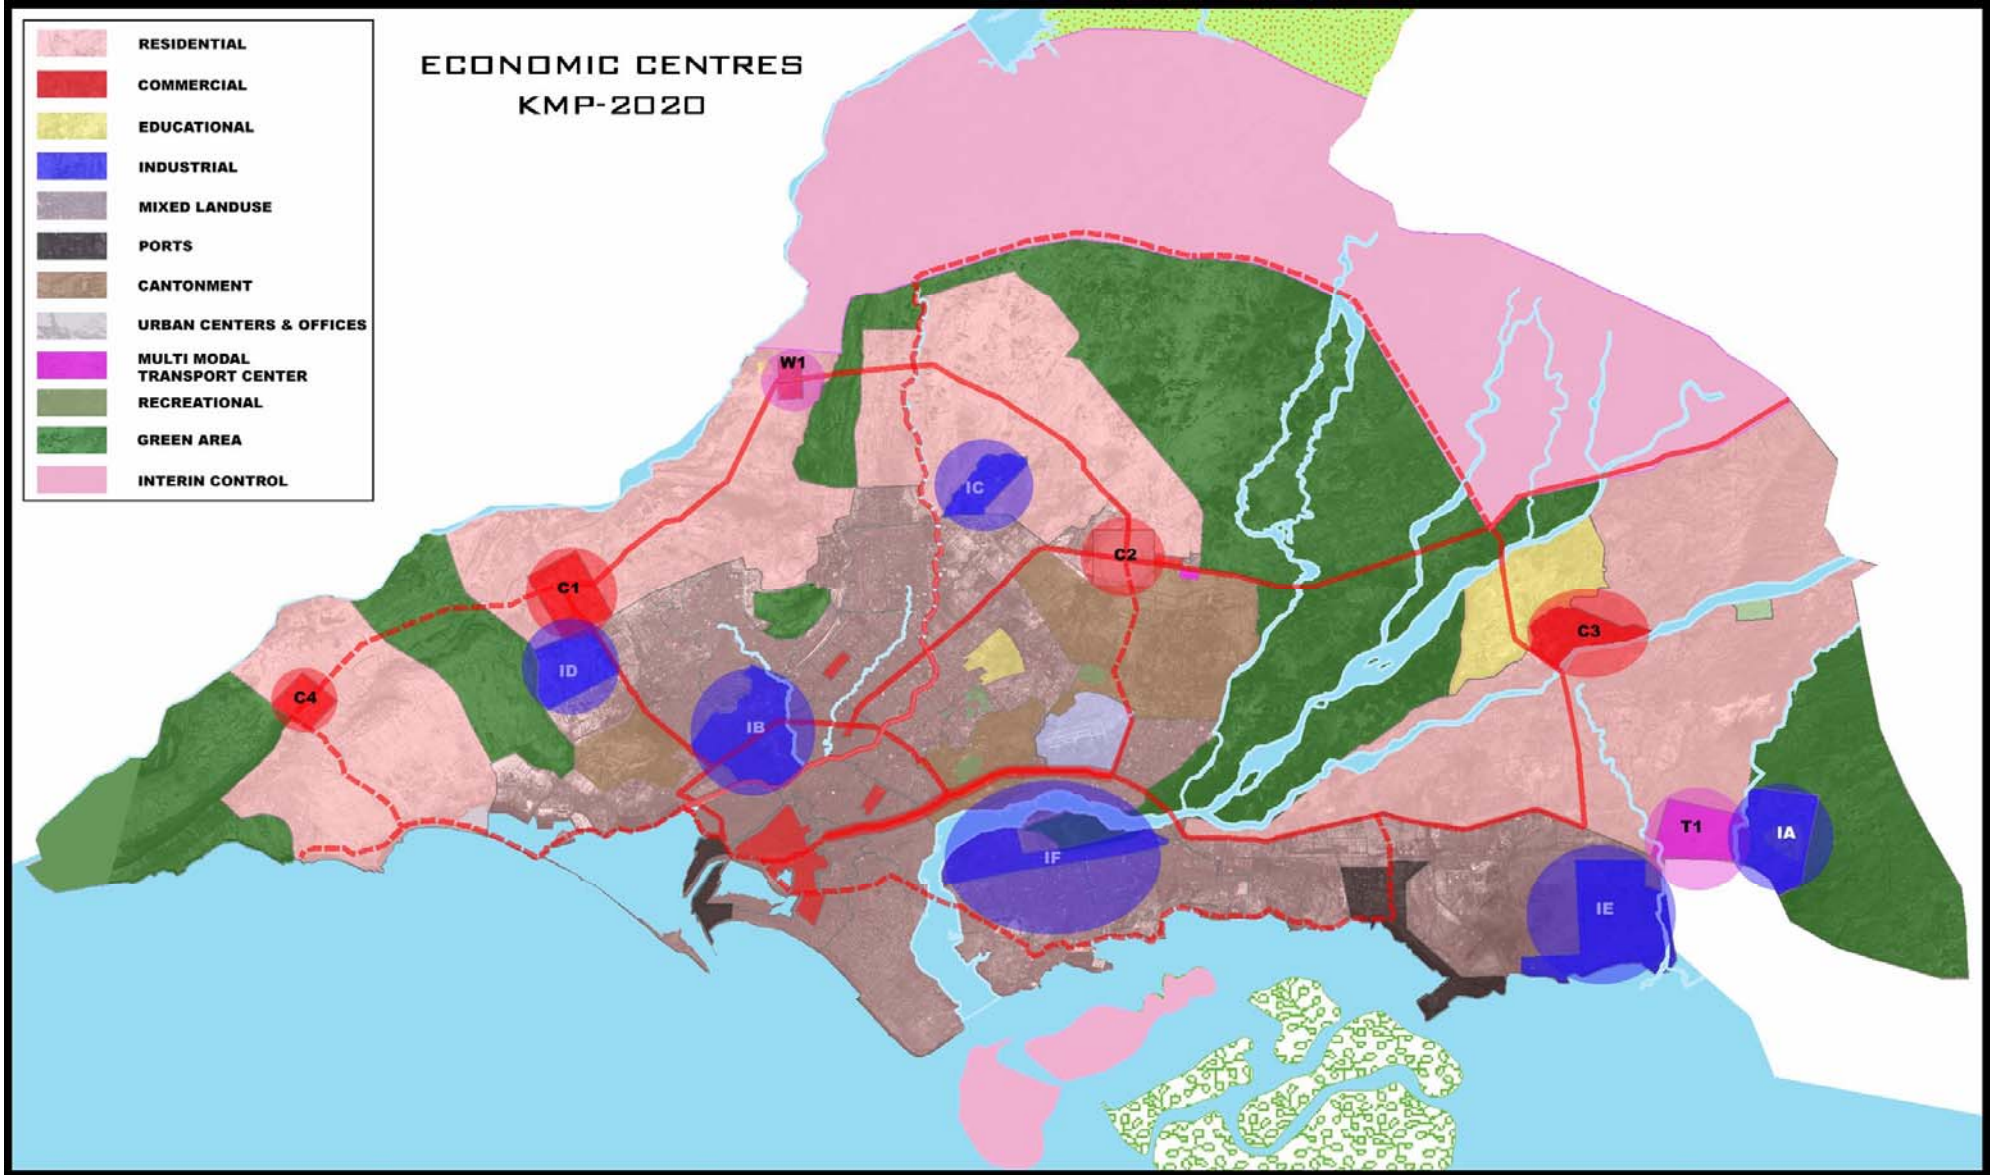 ECONOMIC CENTRES
KMP-2020
RESIDENTIAL
COMMERCIAL
EDUCATIONAL
INDUSTRIAL
MIXED LANDUSE
PORTS
CANTONMENT
URBAN CENTERS & OFFICES
MULTI MODAL
TRANSPORT CENTER
RECREATIONAL
GREEN AREA
INTERIN CONTROL
W1
IC
C2
C1
C3
ID
C4
IB
T1
IA
IF
IE